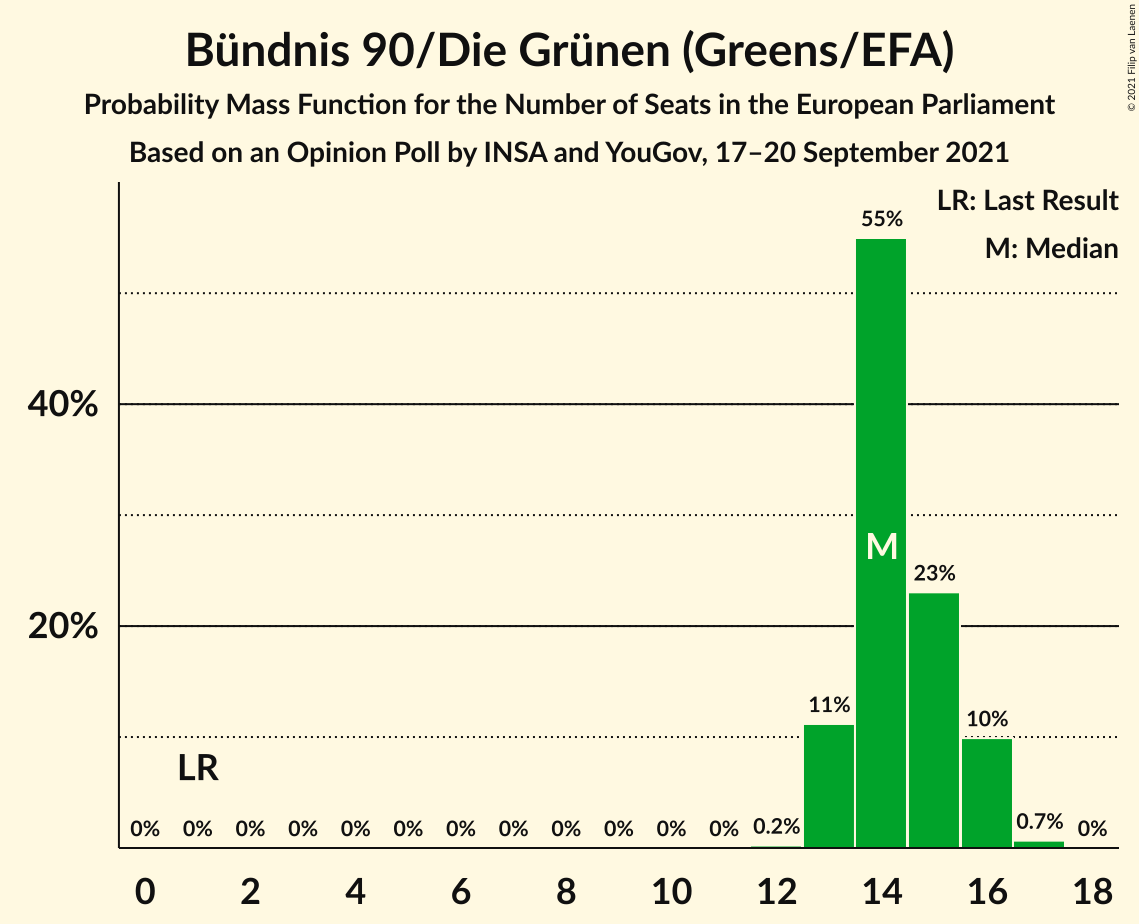 Bündnis 90/Die Grünen (Greens/EFA)
Probability Mass Function for the Number of Seats in the European Parliament
Based on an Opinion Poll by INSA and YouGov, 17–20 September 2021
© 2021 Filip van Laenen
LR: Last Result
M: Median
55%
40%
M
23%
20%
11%
10%
LR
0% 0% 0% 0% 0% 0% 0% 0% 0% 0% 0% 0% 0.2% 0.7% 0%
0 2 4 6 8 10 12 14 16 18